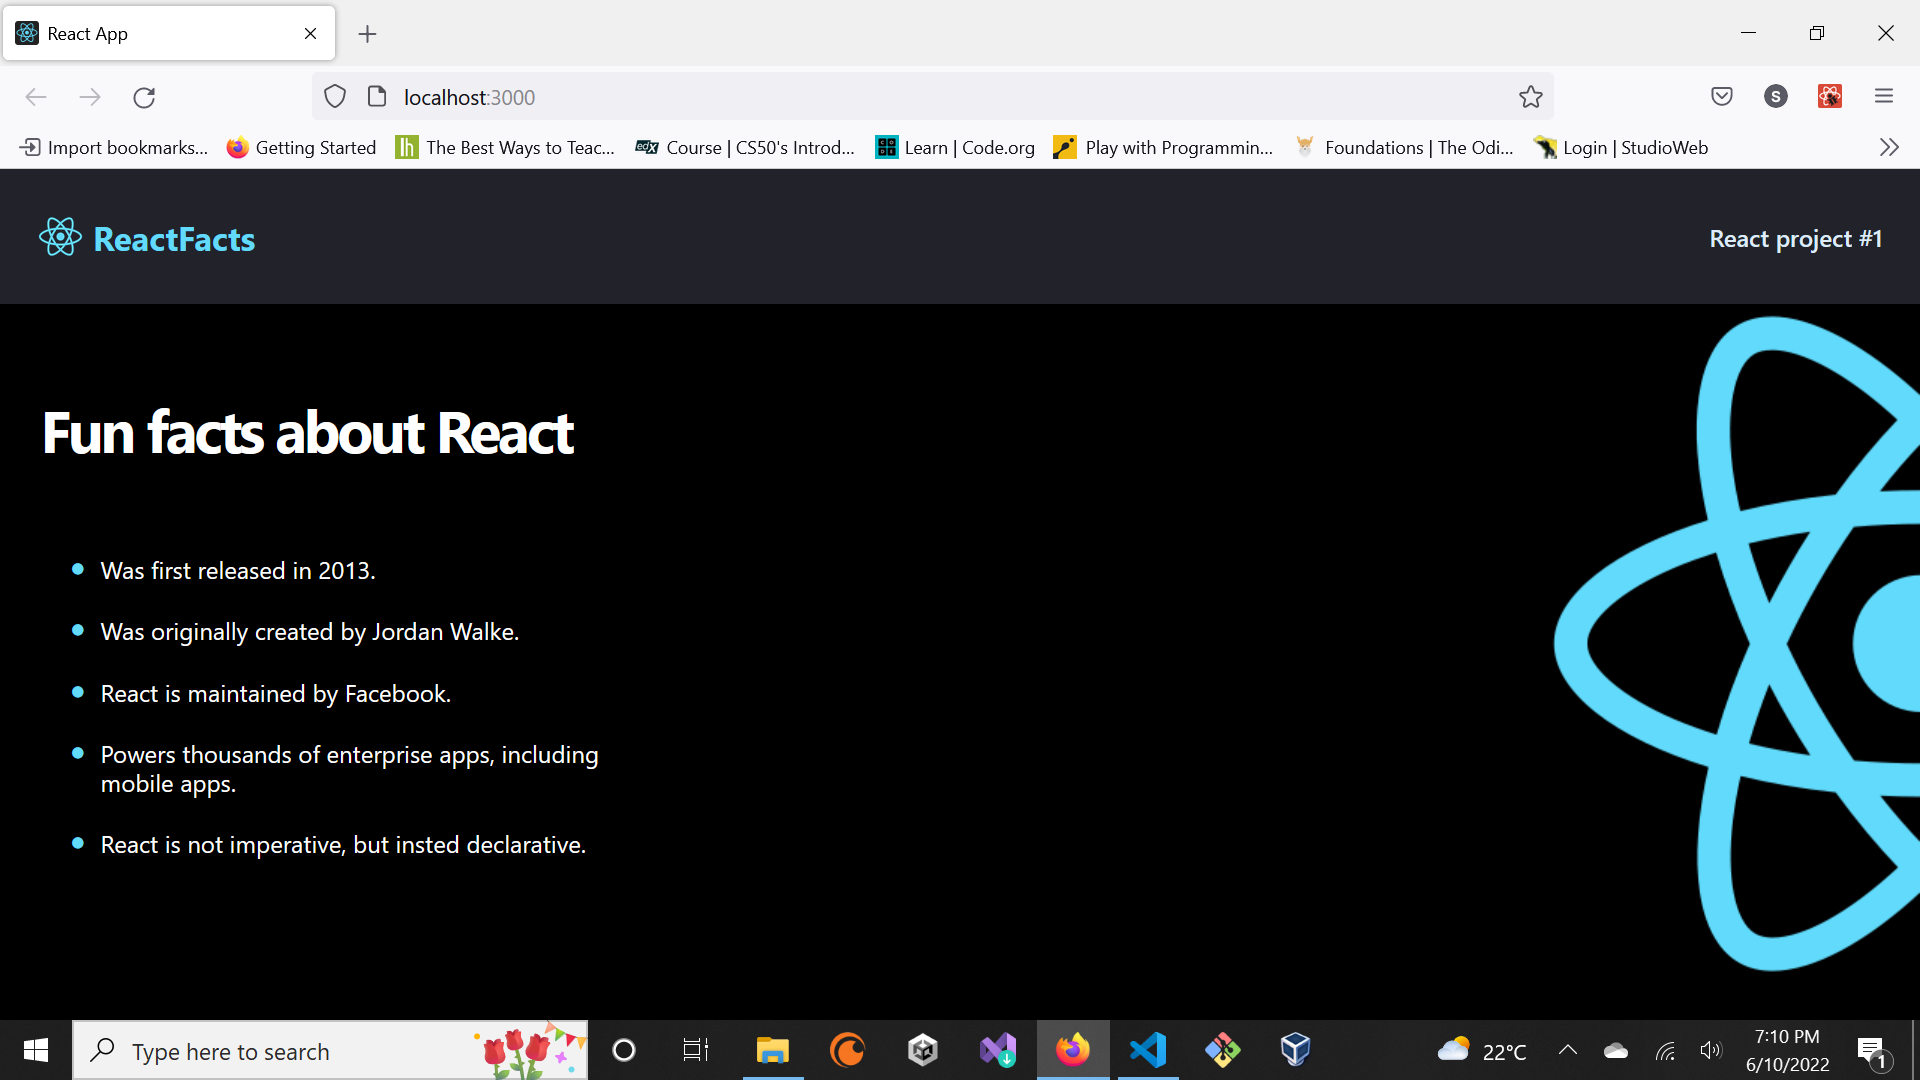 React App
localhost:3000
S
Import bookmarks...
Getting Started
lh
The Best Ways to Teac...
edX
Course | CS50's Introd...
CODE
Learn | Code.org
Play with Programmin...
Foundations | The Odi...
Login | StudioWeb
ReactFacts
React project #1
Fun facts about React
Was first released in 2013.
Was originally created by Jordan Walke.
React is maintained by Facebook.
Powers thousands of enterprise apps, including
mobile apps.
React is not imperative, but insted declarative.
Type here to search
22°C
7:10 PM
6/10/2022
1